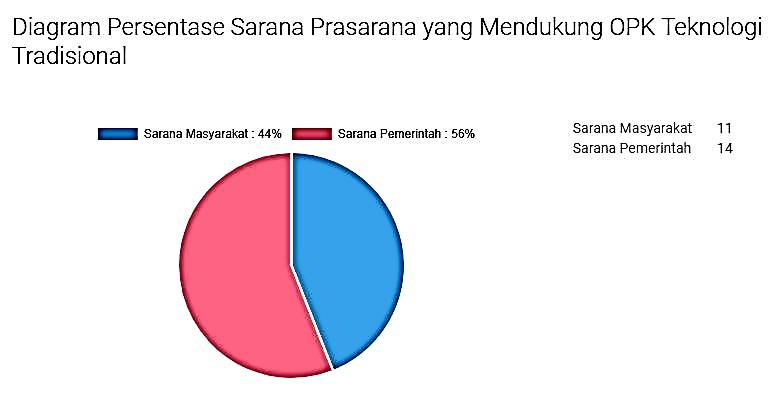 Diagram Persentase Sarana Prasarana yang Mendukung OPK Teknologi
Tradisional
Sarana Masyarakat : 44% Sarana Pemerintah : 56%
Sarana Masyarakat 11
Sarana Pemerintah 14